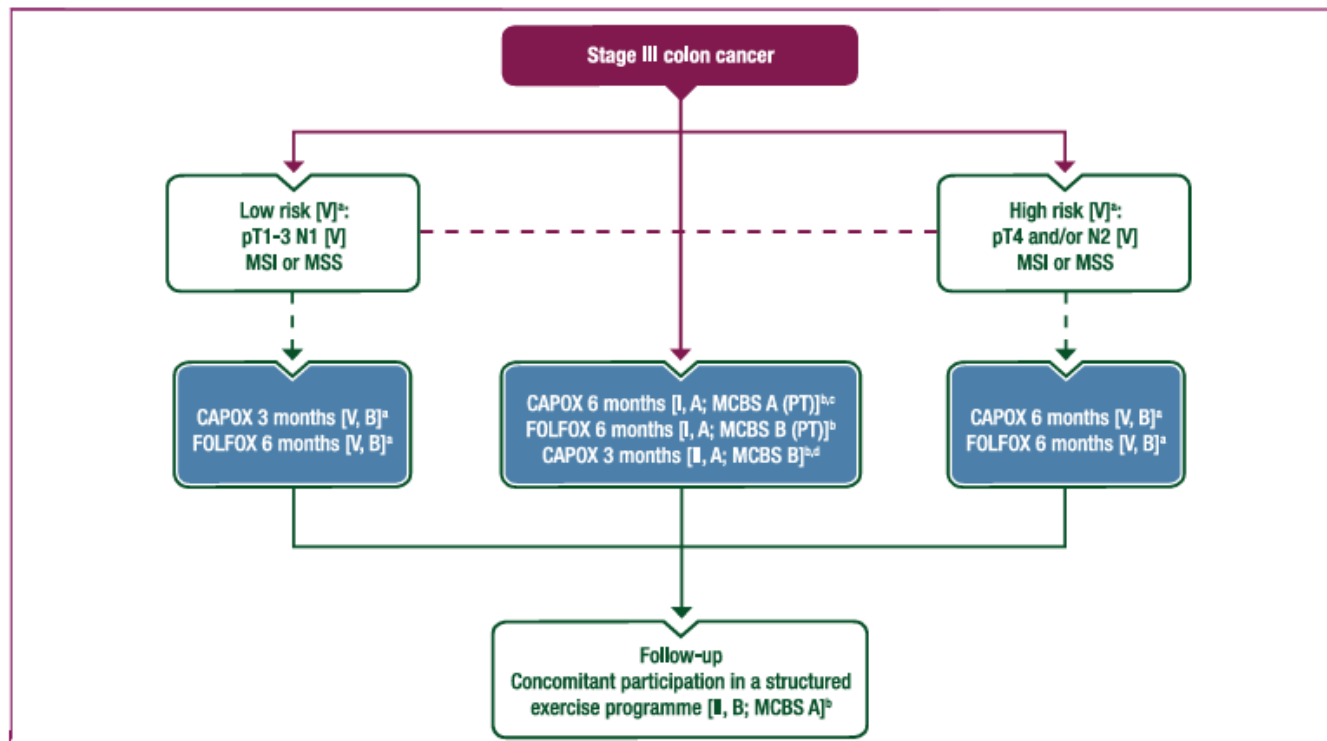 Stage III colon cancer
Low risk [V]ᵃ:
pT1-3 N1 [V]
MSI or MSS
High risk [V]ᵃ:
pT4 and/or N2 [V]
MSI or MSS
CAPOX 3 months [V, B]ᵃ
FOLFOX 6 months [V, B]ᵃ
CAPOX 6 months [I, A; MCBS A (PT)]ᵇ,ᶜ
FOLFOX 6 months [I, A; MCBS B (PT)]ᵇ
CAPOX 3 months [II, A; MCBS B]ᵇ,ᵈ
CAPOX 6 months [V, B]ᵃ
FOLFOX 6 months [V, B]ᵃ
Follow-up
Concomitant participation in a structured
exercise programme [II, B; MCBS A]ᵇ